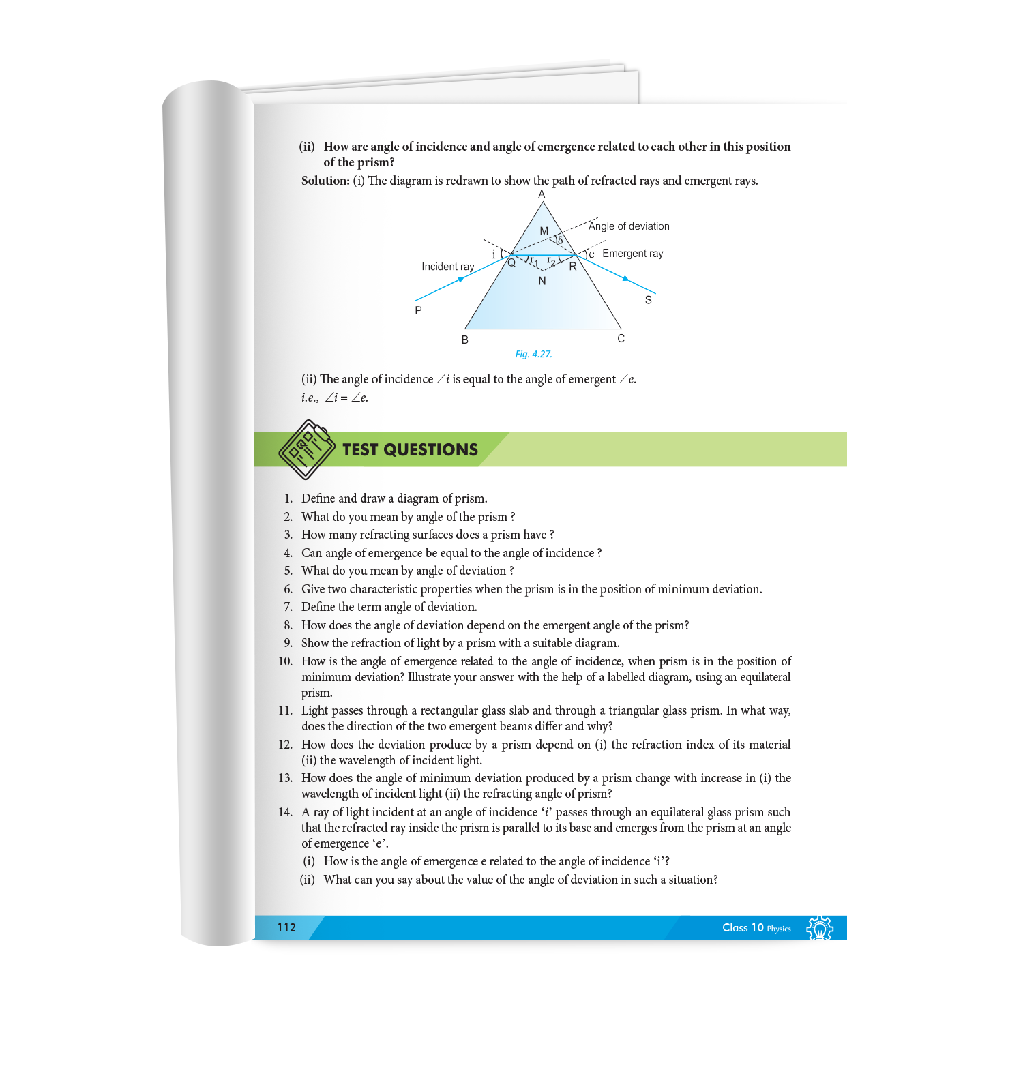 (ii) How are angle of incidence and angle of emergence related to each other in this position
of the prism?
Solution: (i) The diagram is redrawn to show the path of refracted rays and emergent rays.
A
M
δ
Angle of deviation
i
Q
r1
r2
R
e
Emergent ray
Incident ray
N
P
S
B
C
Fig. 4.27.
(ii) The angle of incidence ∠i is equal to the angle of emergent ∠e.
i.e., ∠i = ∠e.
TEST QUESTIONS
1. Define and draw a diagram of prism.
2. What do you mean by angle of the prism ?
3. How many refracting surfaces does a prism have ?
4. Can angle of emergence be equal to the angle of incidence ?
5. What do you mean by angle of deviation ?
6. Give two characteristic properties when the prism is in the position of minimum deviation.
7. Define the term angle of deviation.
8. How does the angle of deviation depend on the emergent angle of the prism?
9. Show the refraction of light by a prism with a suitable diagram.
10. How is the angle of emergence related to the angle of incidence, when prism is in the position of
minimum deviation? Illustrate your answer with the help of a labelled diagram, using an equilateral
prism.
11. Light passes through a rectangular glass slab and through a triangular glass prism. In what way,
does the direction of the two emergent beams differ and why?
12. How does the deviation produce by a prism depend on (i) the refraction index of its material
(ii) the wavelength of incident light.
13. How does the angle of minimum deviation produced by a prism change with increase in (i) the
wavelength of incident light (ii) the refracting angle of prism?
14. A ray of light incident at an angle of incidence ‘i’ passes through an equilateral glass prism such
that the refracted ray inside the prism is parallel to its base and emerges from the prism at an angle
of emergence ‘e’.
(i) How is the angle of emergence e related to the angle of incidence ‘i’?
(ii) What can you say about the value of the angle of deviation in such a situation?
112
Class 10 Physics